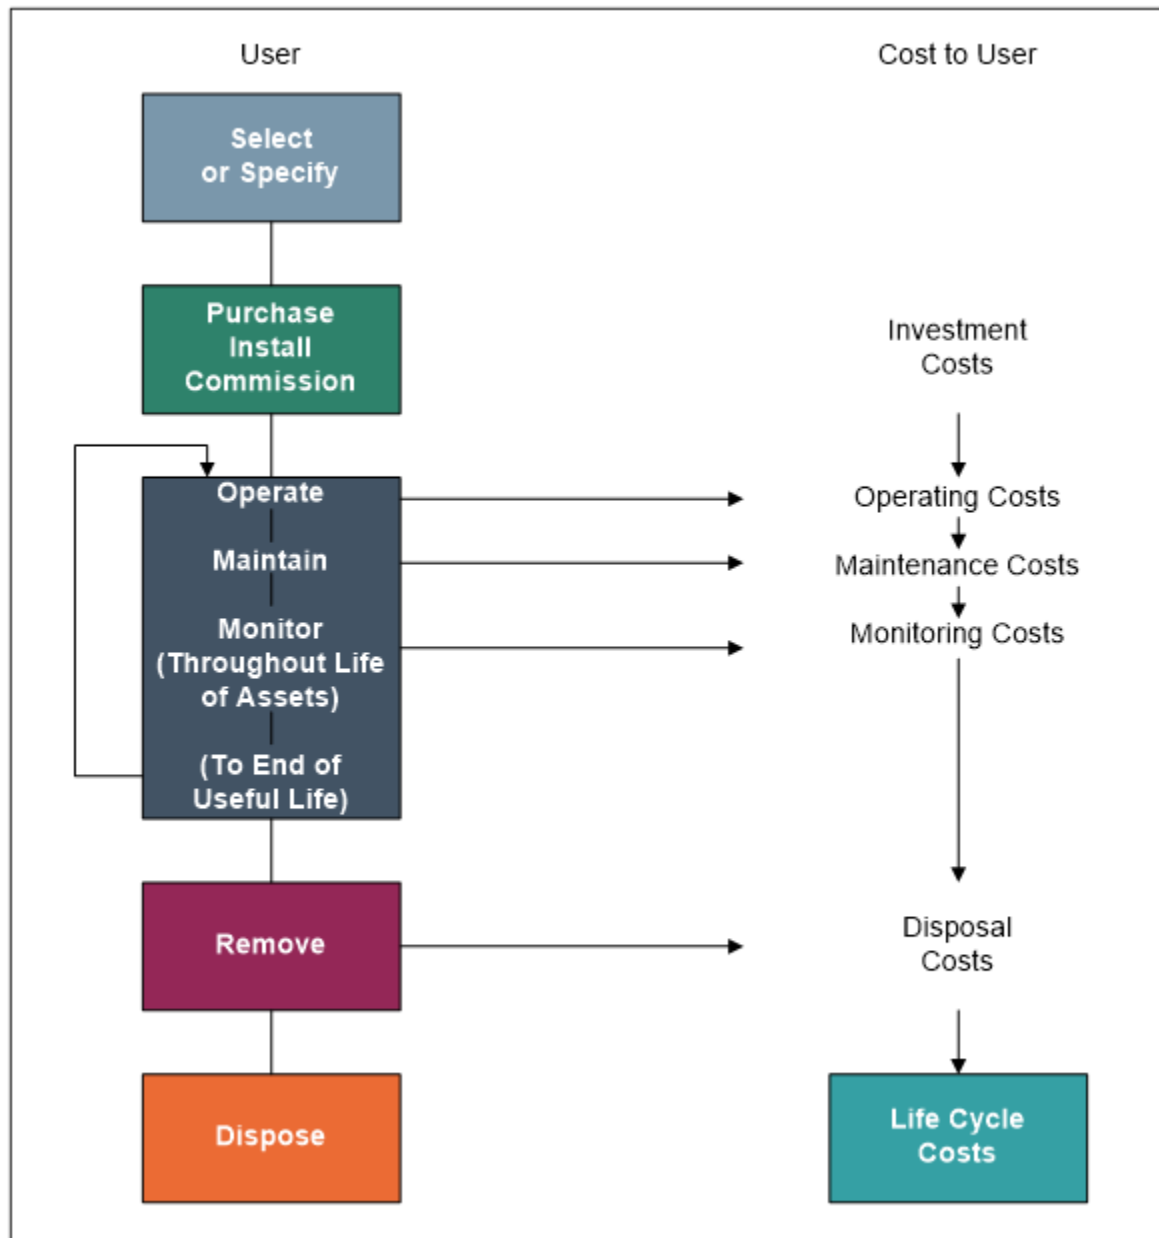 User
Cost to User
Select
or Specify
Purchase
Install
Commission
Investment
Costs
Operate
Operating Costs
Maintain
Maintenance Costs
Monitor
(Throughout Life
of Assets)
Monitoring Costs
(To End of
Useful Life)
Remove
Disposal
Costs
Dispose
Life Cycle
Costs